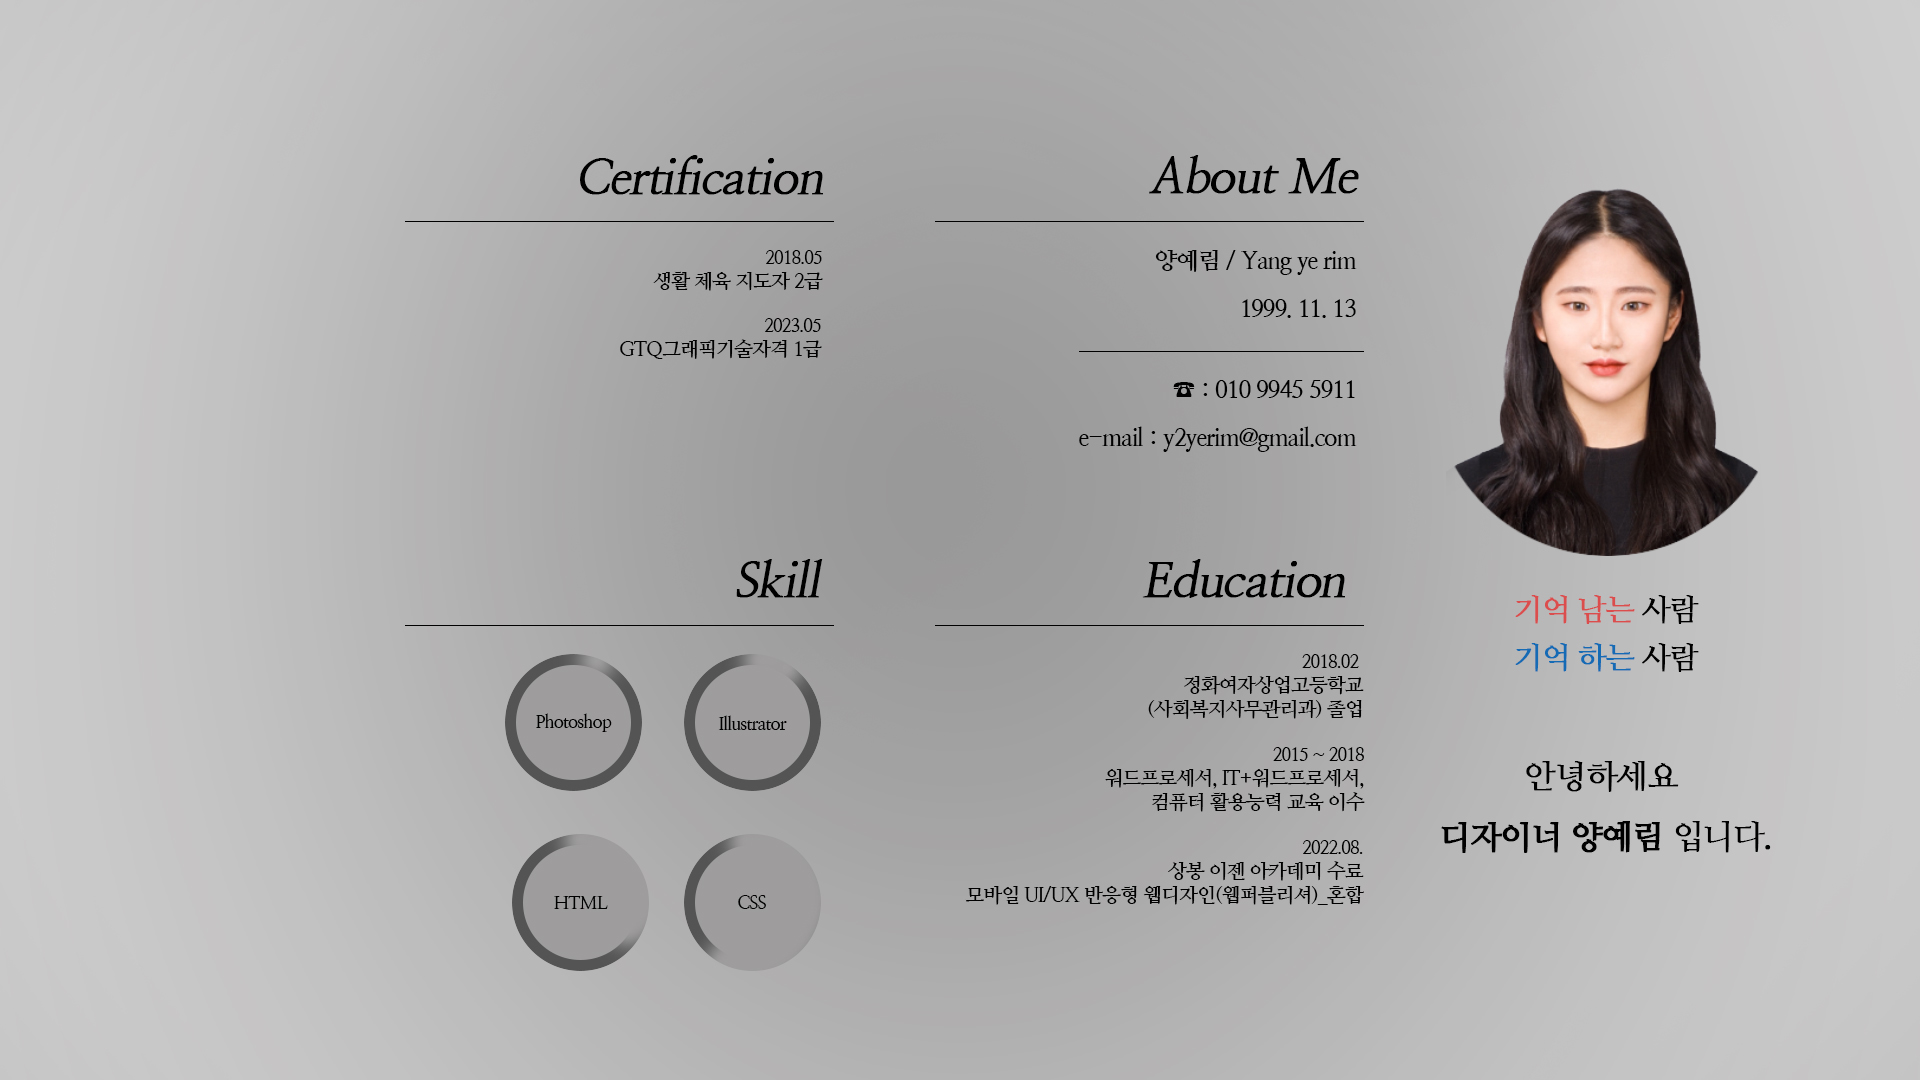 Certification
2018.05
생활 체육 지도자 2급
2023.05
GTQ그래픽기술자격 1급
About Me
양예림 / Yang ye rim
1999. 11. 13
☎ : 010 9945 5911
e-mail : y2yerim@gmail.com
Skill
Photoshop
Illustrator
HTML
CSS
Education
2018.02
정화여자상업고등학교
(사회복지사무관리과) 졸업
2015 ~ 2018
워드프로세서, IT+워드프로세서,
컴퓨터 활용능력 교육 이수
2022.08.
상봉 이젠 아카데미 수료
모바일 UI/UX 반응형 웹디자인(웹퍼블리셔)_혼합
기억 남는 사람
기억 하는 사람
안녕하세요
디자이너 양예림 입니다.